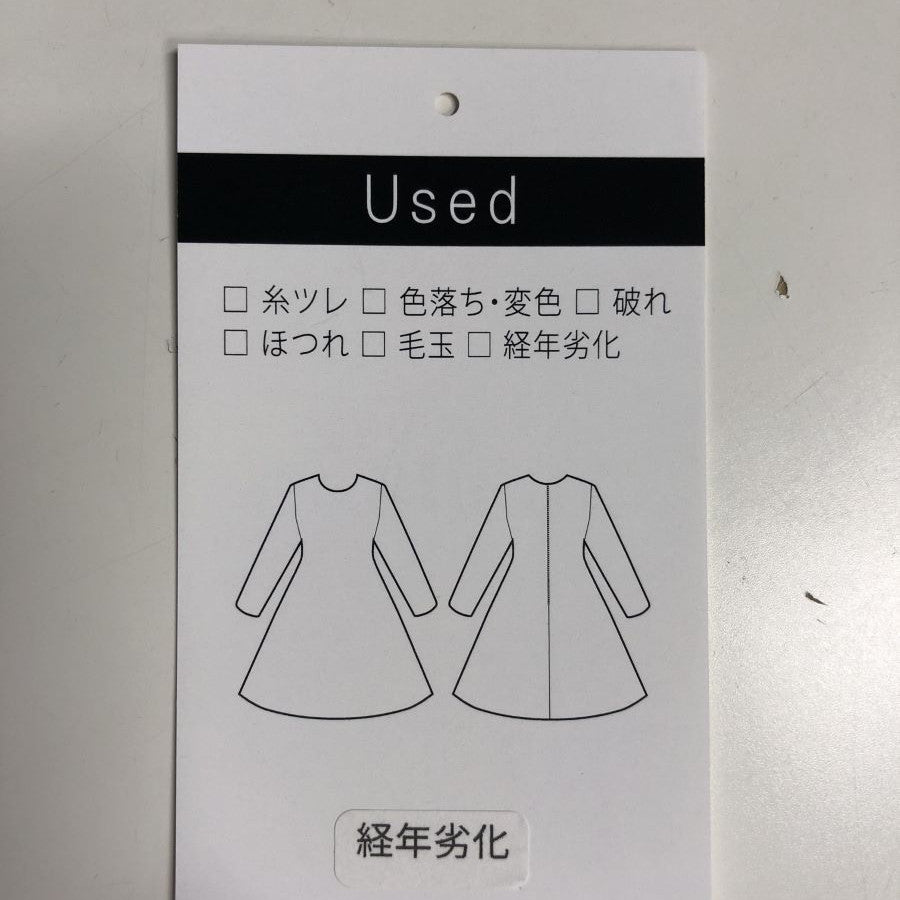 Used
□ 糸ツレ □ 色落ち・変色 □ 破れ
□ ほつれ □ 毛玉 □ 経年劣化
経年劣化